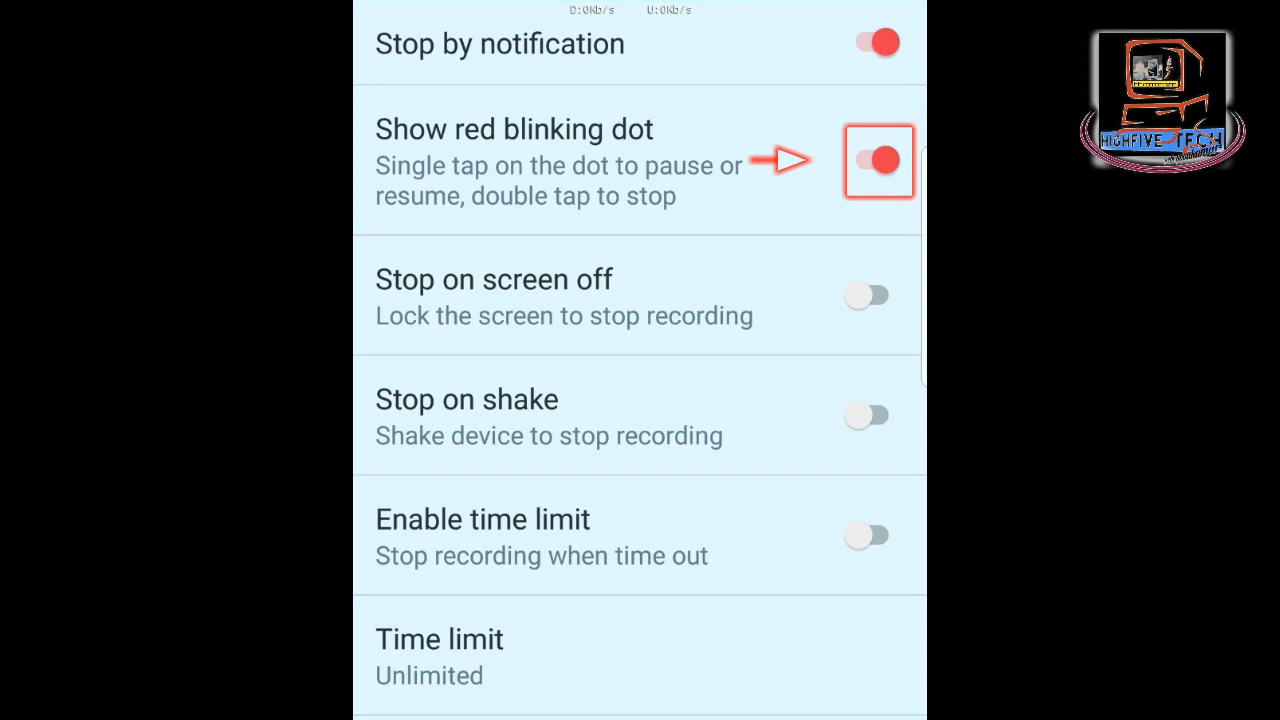 D:0Kb/s U:0Kb/s
Stop by notification
Show red blinking dot
Single tap on the dot to pause or
resume, double tap to stop
Stop on screen off
Lock the screen to stop recording
Stop on shake
Shake device to stop recording
Enable time limit
Stop recording when time out
Time limit
Unlimited
HIGHFIVE TECH